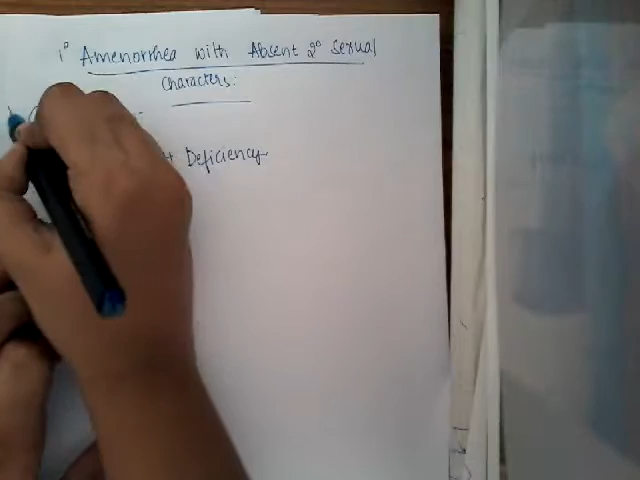 1° Amenorrhea with Absent 2° sexual
characters:
Deficiency